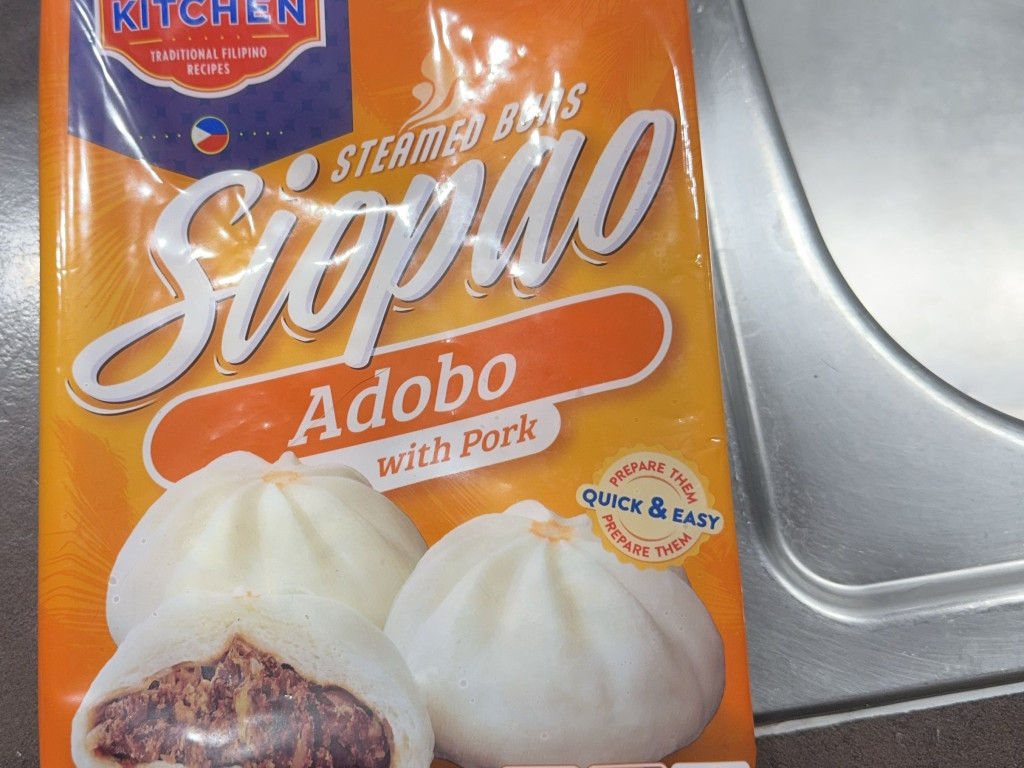 KITCHEN
TRADITIONAL FILIPINO
RECIPES
STEAMED BUNS
Siopao
Adobo
with Pork
PREPARE THEM
QUICK & EASY
PREPARE THEM